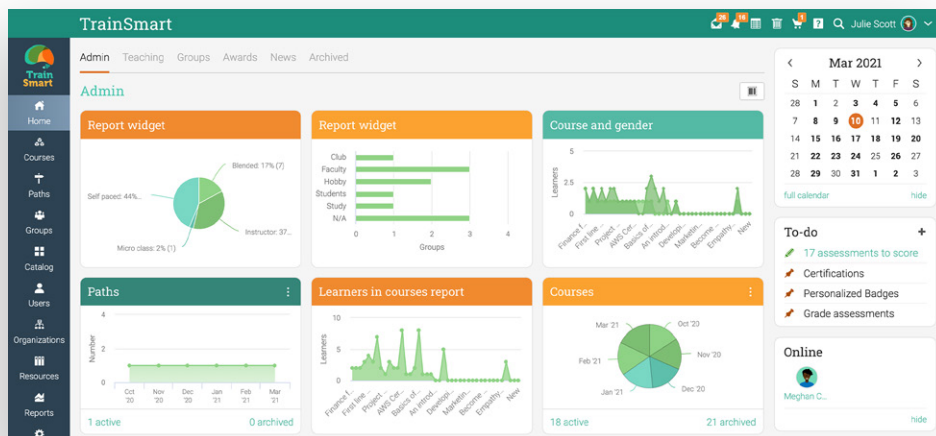 TrainSmart
26
16
1
?
Julie Scott
Train
Smart
Home
Courses
Paths
Groups
Catalog
Users
Organizations
Resources
Reports
Admin Teaching Groups Awards News Archived
Admin
Report widget
Blended: 17% (7)
Self paced: 44%...
Instructor: 37...
Micro class: 2% (1)
Report widget
Club
Faculty
Hobby
Students
Study
N/A
0 1 2 3 4
Groups
Course and gender
5
2.5
0
Learners
Finance f...
First line ...
Project ...
AWS Cer...
Basics of...
An introd...
Developi...
Marketin...
Become ...
Empathy...
New
Paths
4
2
0
Number
Oct '20
Nov '20
Dec '20
Jan '21
Feb '21
Mar '21
1 active 0 archived
Learners in courses report
10
5
0
Learners
Finance f...
First line ...
Project ...
AWS Cer...
Basics of...
An introd...
Developi...
Marketin...
Become ...
Empathy...
New
Courses
Mar '21
Oct '20
Feb '21
Nov '20
Jan '21
Dec '20
18 active 21 archived
Mar 2021
S M T W T F S
28 1 2 3 4 5 6
7 8 9 10 11 12 13
14 15 16 17 18 19 20
21 22 23 24 25 26 27
28 29 30 31 1 2 3
full calendar hide
To-do +
17 assessments to score
Certifications
Personalized Badges
Grade assessments
Online
Meghan C...
hide